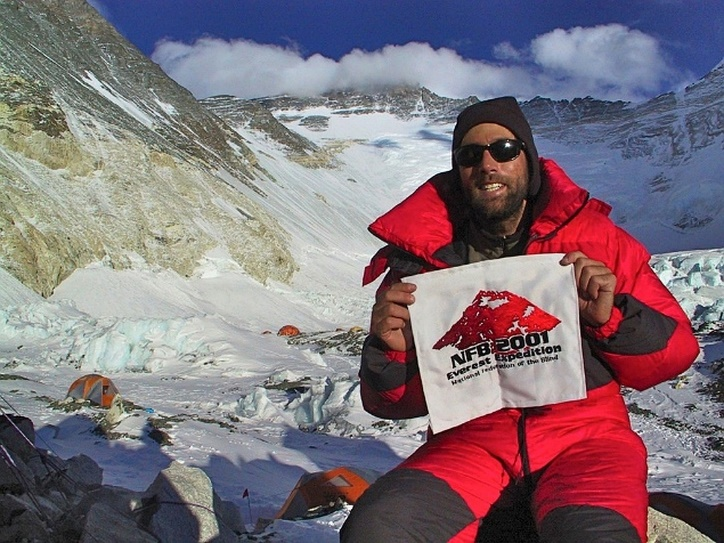 NFB 2001
Everest Expedition
National Federation of the Blind